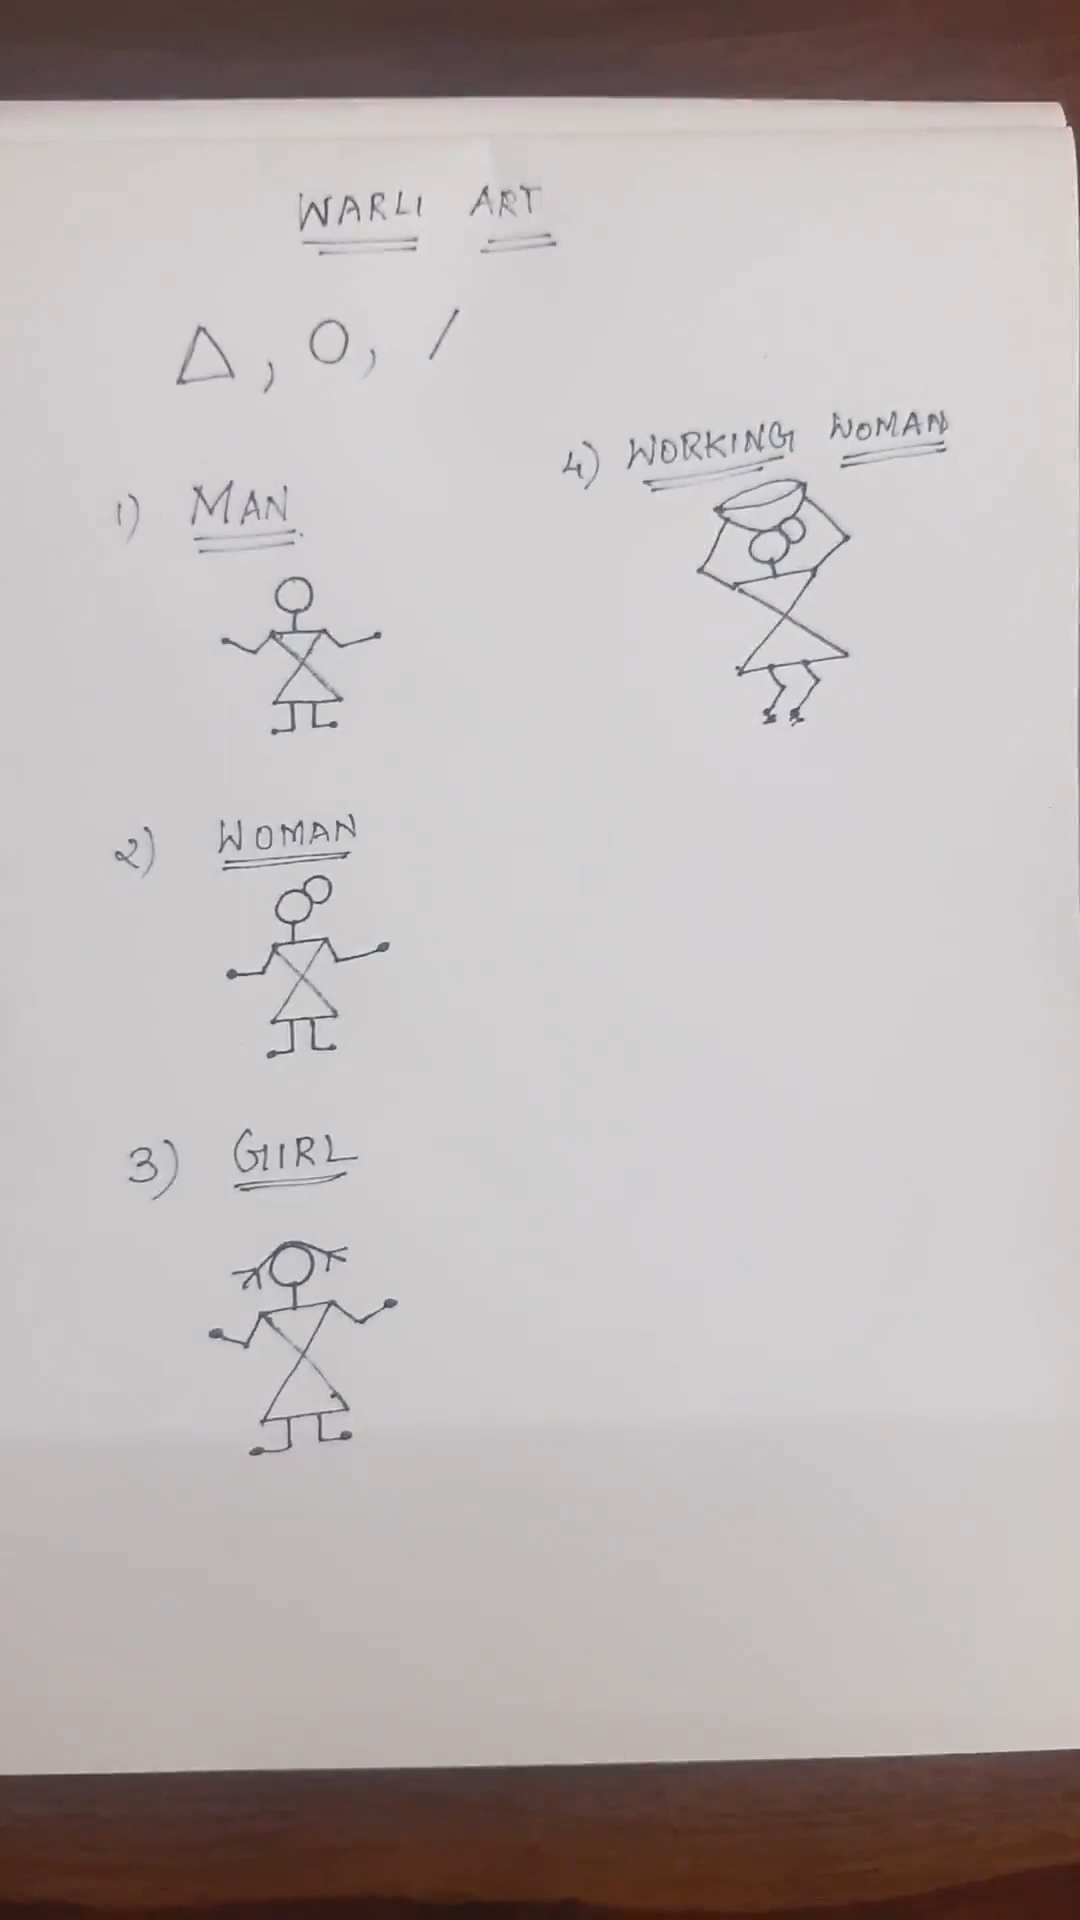 WARLI ART
△, O, /
1) MAN
2) WOMAN
3) GIRL
4) WORKING WOMAN